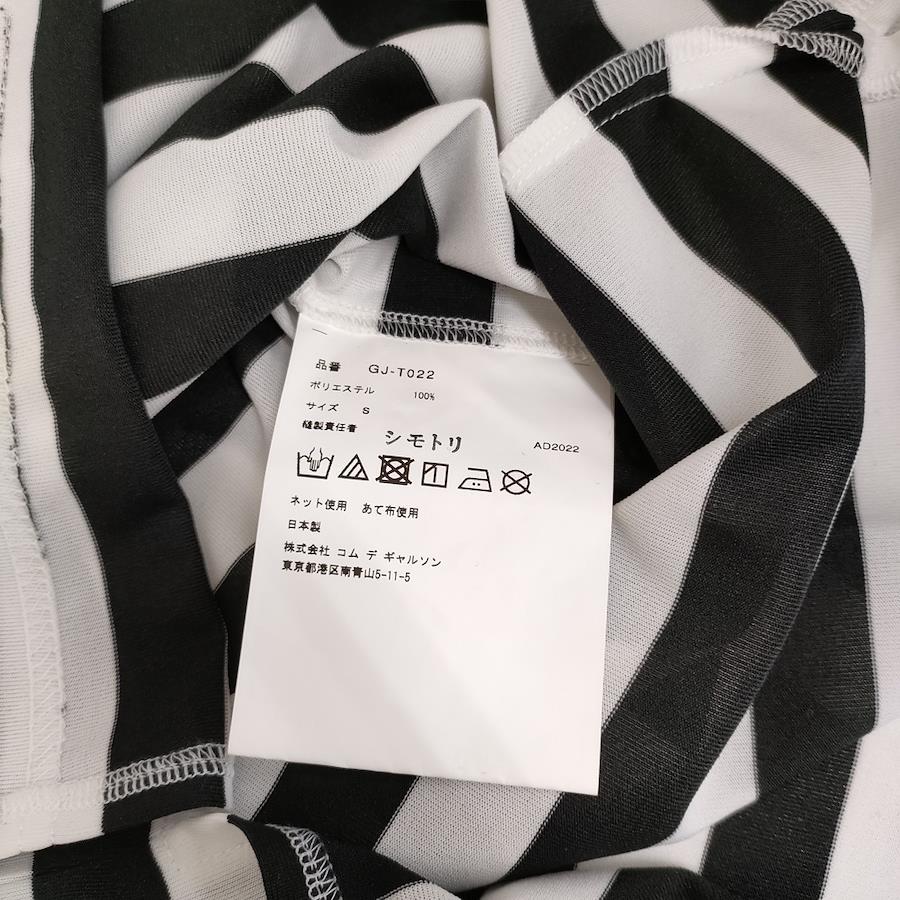 品番 GJ-T022
ポリエステル 100%
サイズ S
縫製責任者 シモトリ AD2022
ネット使用 あて布使用
日本製
株式会社 コム デ ギャルソン
東京都港区南青山5-11-5